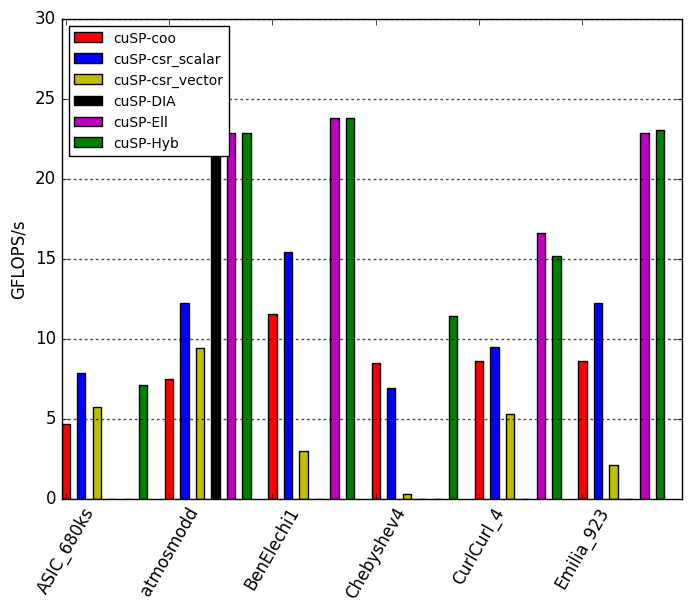 30
25
20
15
10
5
0
GFLOPS/s
cuSP-coo
cuSP-csr_scalar
cuSP-csr_vector
cuSP-DIA
cuSP-Ell
cuSP-Hyb
ASIC_680ks
atmosmodd
BenElechi1
Chebyshev4
CurlCurl_4
Emilia_923